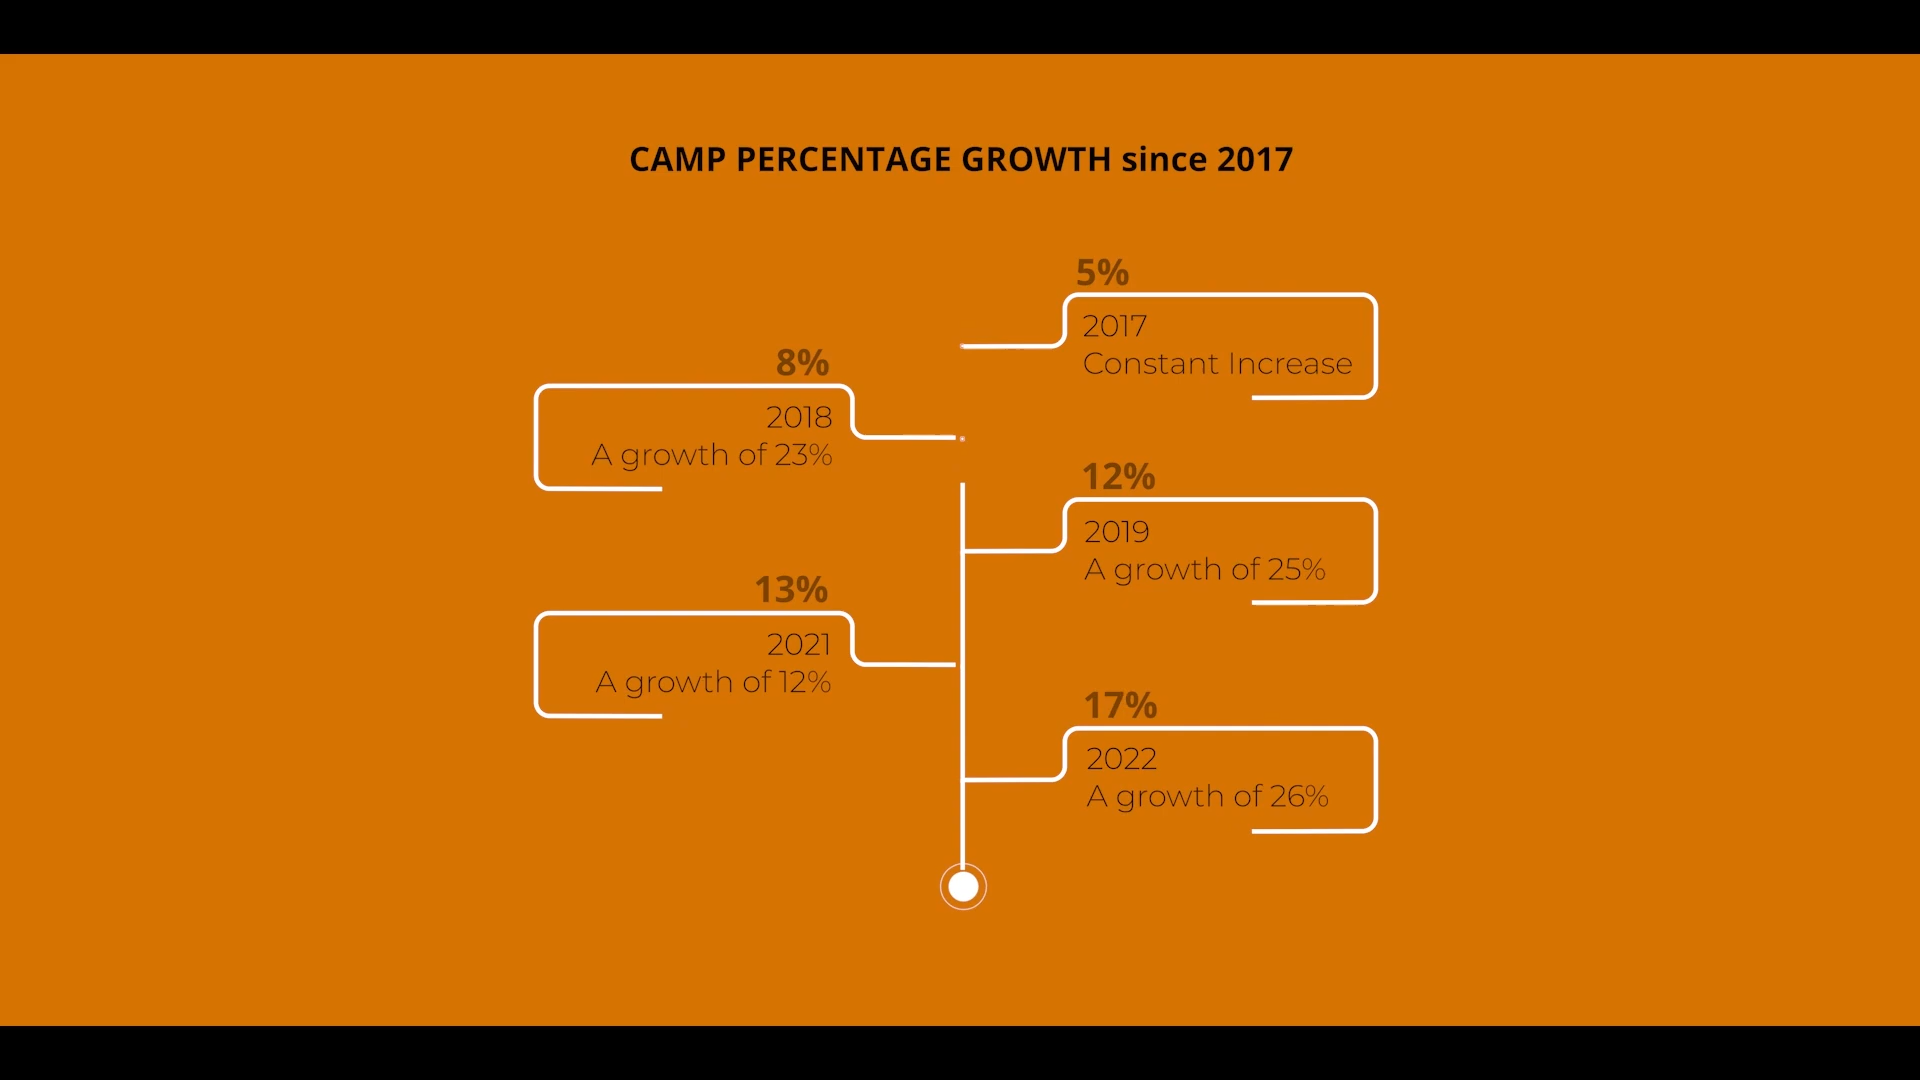 CAMP PERCENTAGE GROWTH since 2017
5%
2017
Constant Increase
8%
2018
A growth of 23%
12%
2019
A growth of 25%
13%
2021
A growth of 12%
17%
2022
A growth of 26%